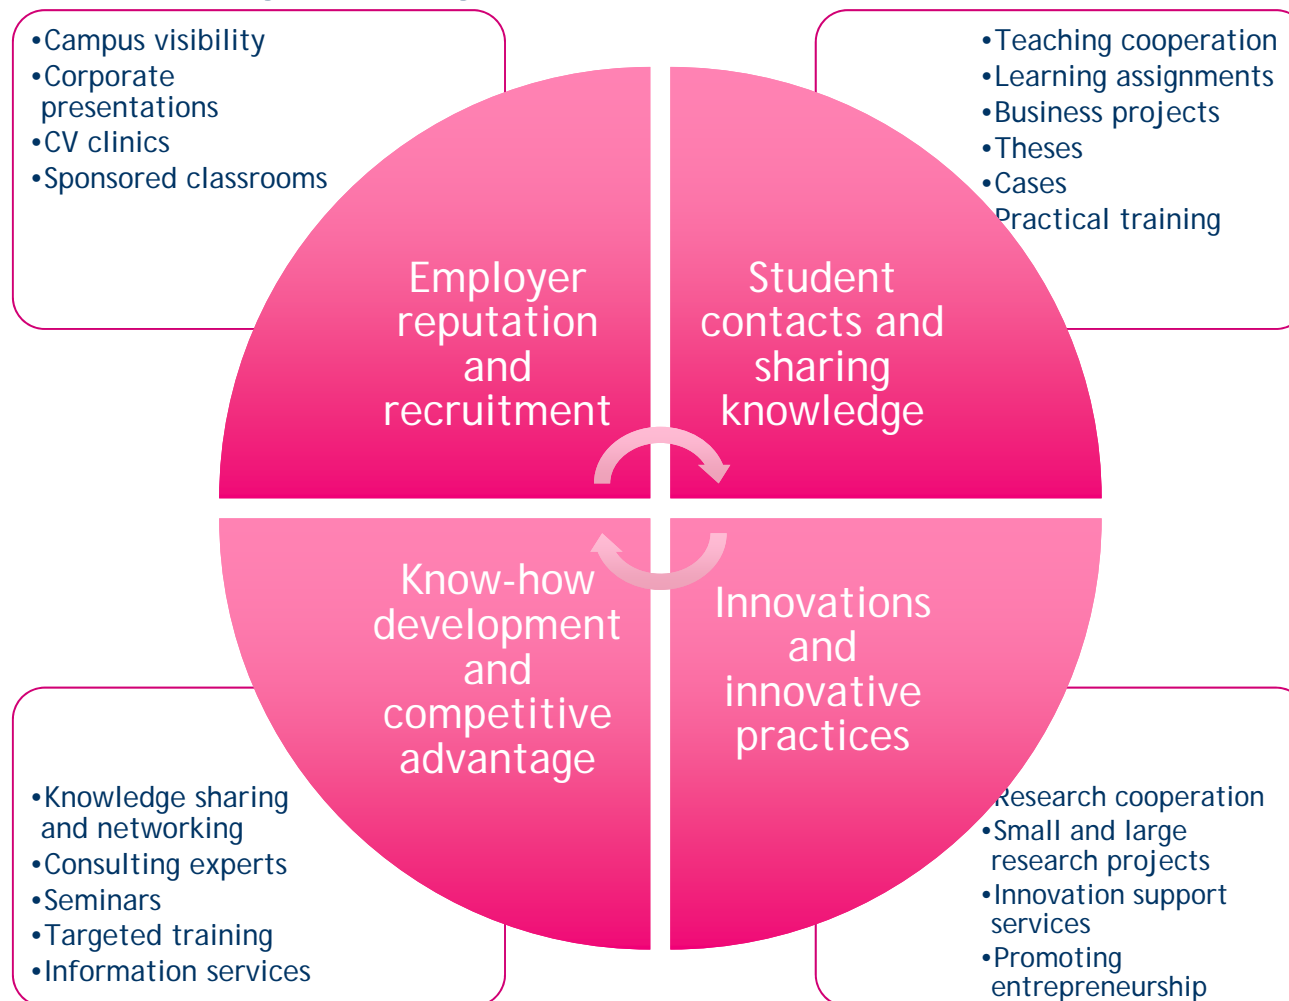 •Campus visibility
•Corporate
presentations
•CV clinics
•Sponsored classrooms
•Teaching cooperation
•Learning assignments
•Business projects
•Theses
•Cases
Practical training
Employer
reputation
and
recruitment
Student
contacts and
sharing
knowledge
Know-how
development
and
competitive
advantage
Innovations
and
innovative
practices
•Knowledge sharing
and networking
•Consulting experts
•Seminars
•Targeted training
•Information services
Research cooperation
•Small and large
research projects
•Innovation support
services
•Promoting
entrepreneurship